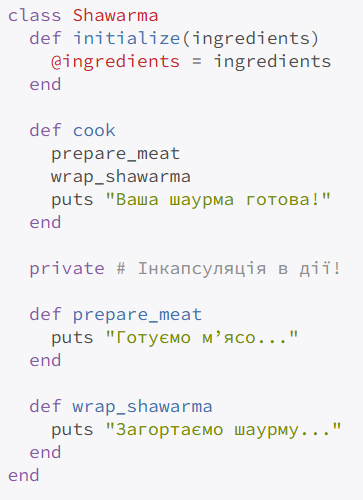 class Shawarma
  def initialize(ingredients)
    @ingredients = ingredients
  end

  def cook
    prepare_meat
    wrap_shawarma
    puts "Ваша шаурма готова!"
  end

  private # Інкапсуляція в дії!

  def prepare_meat
    puts "Готуємо м’ясо..."
  end

  def wrap_shawarma
    puts "Загортаємо шаурму..."
  end
end